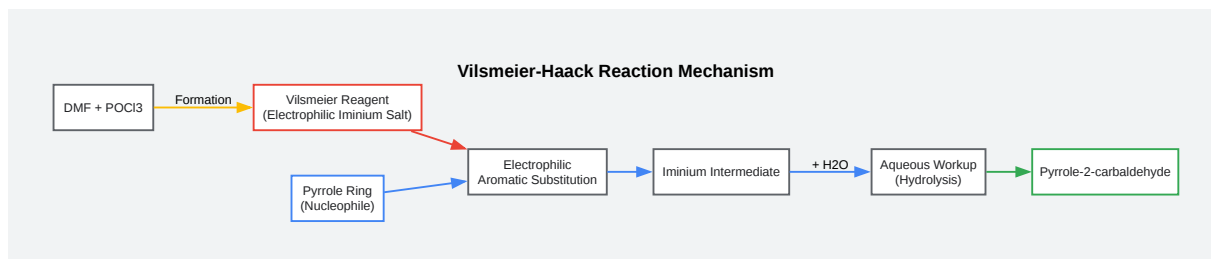 Vilsmeier-Haack Reaction Mechanism
DMF + POCl3
Formation
Vilsmeier Reagent
(Electrophilic Iminium Salt)
Pyrrole Ring
(Nucleophile)
Electrophilic
Aromatic Substitution
Iminium Intermediate
+ H2O
Aqueous Workup
(Hydrolysis)
Pyrrole-2-carbaldehyde